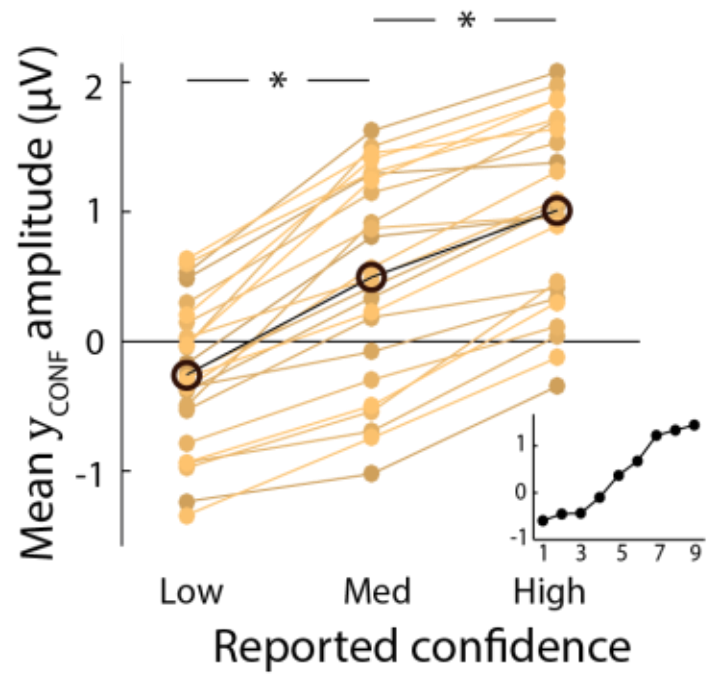 *
*
2
1
0
-1
Mean yCONF amplitude (μV)
1
0
-1
1 3 5 7 9
Low Med High
Reported confidence